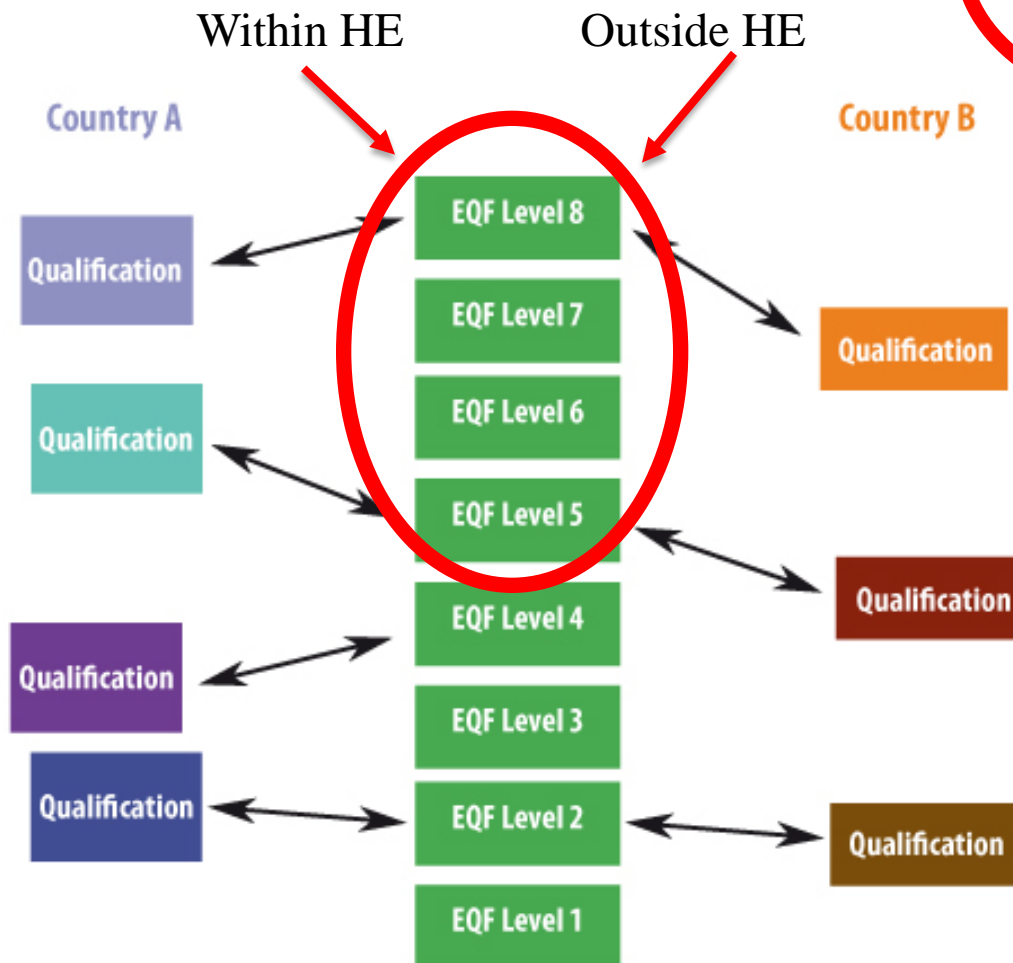 Within HE
Outside HE
Country A
Country B
EQF Level 8
Qualification
EQF Level 7
Qualification
EQF Level 6
Qualification
EQF Level 5
Qualification
EQF Level 4
Qualification
EQF Level 3
Qualification
EQF Level 2
Qualification
EQF Level 1